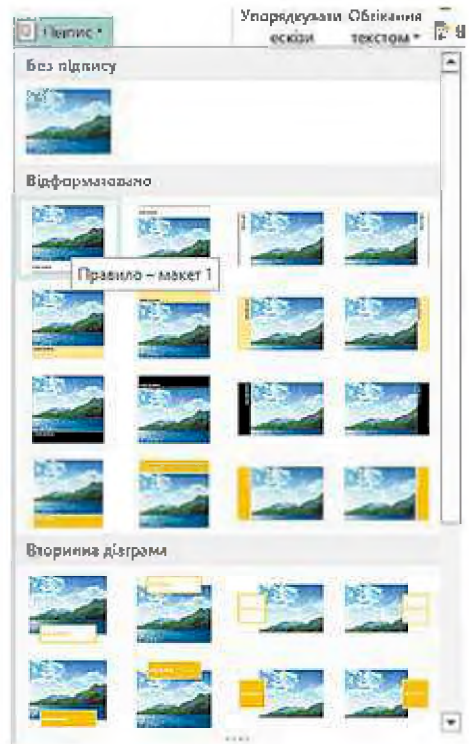 Підпис
Упорядкувати Обтікання
ескізи текстом
Без підпису
Відформатовано
Правило – макет 1
Вторинна діаграма